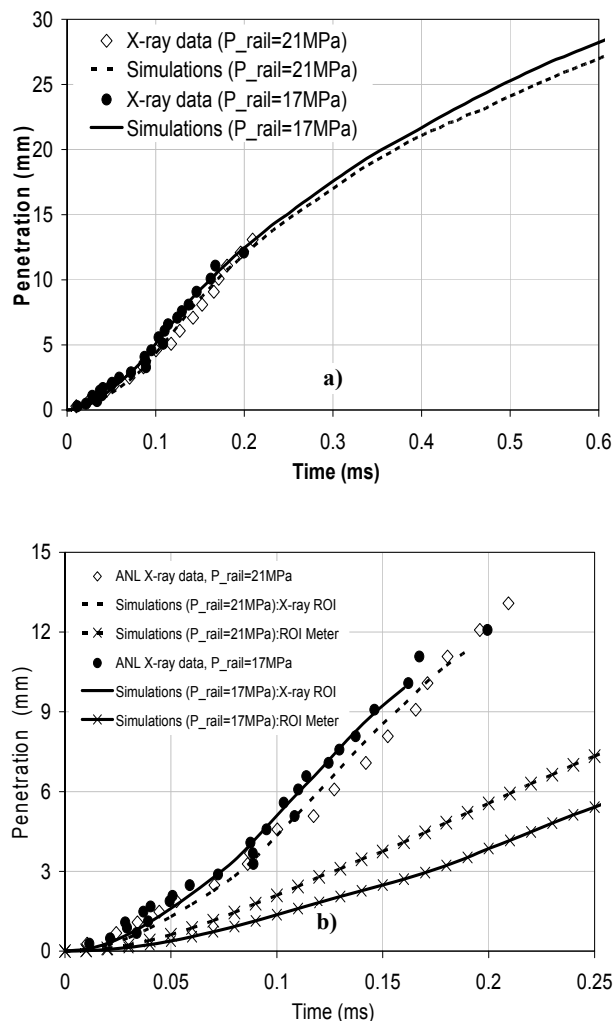 30
25
20
15
10
5
0
Penetration (mm)
X-ray data (P_rail=21MPa)
Simulations (P_rail=21MPa)
X-ray data (P_rail=17MPa)
Simulations (P_rail=17MPa)
a)
0 0.1 0.2 0.3 0.4 0.5 0.6
Time (ms)
15
12
9
6
3
0
Penetration (mm)
ANL X-ray data, P_rail=21MPa
Simulations (P_rail=21MPa):X-ray ROI
Simulations (P_rail=21MPa):ROI Meter
ANL X-ray data, P_rail=17MPa
Simulations (P_rail=17MPa):X-ray ROI
Simulations (P_rail=17MPa):ROI Meter
b)
0 0.05 0.1 0.15 0.2 0.25
Time (ms)